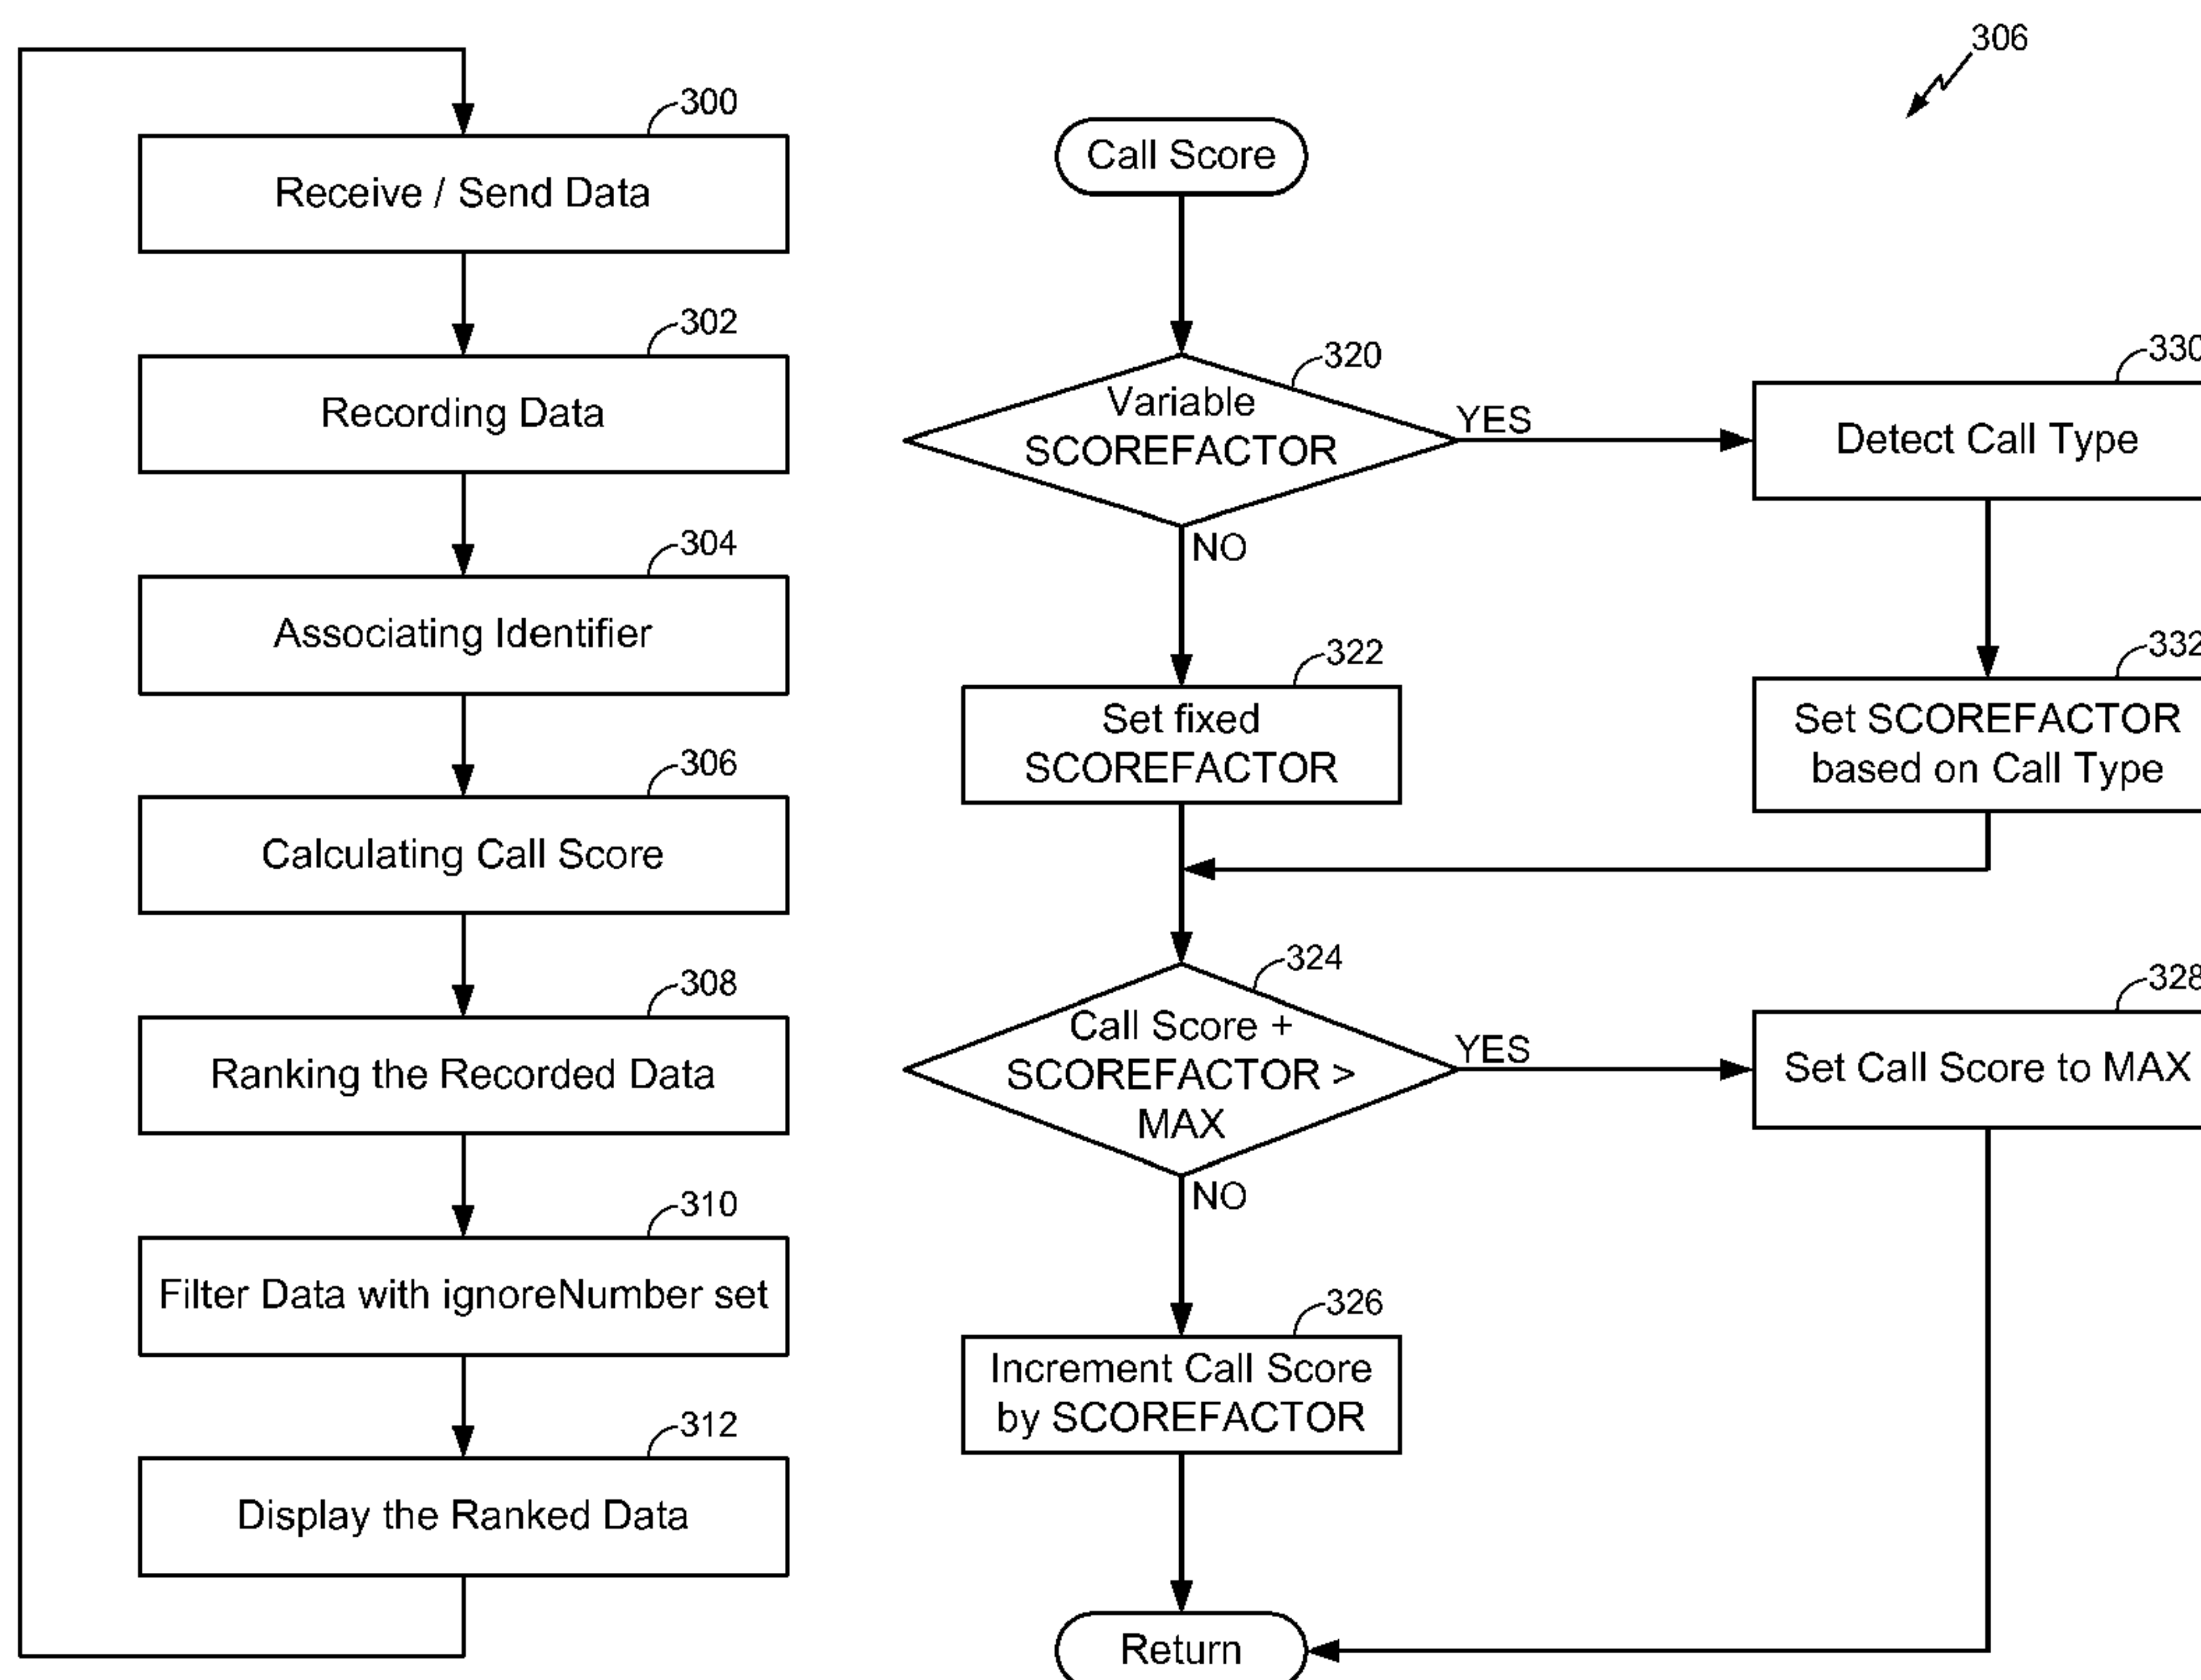 300
Receive / Send Data
302
Recording Data
304
Associating Identifier
306
Calculating Call Score
308
Ranking the Recorded Data
310
Filter Data with ignoreNumber set
312
Display the Ranked Data
306
Call Score
320
Variable
SCOREFACTOR
YES
NO
330
Detect Call Type
322
Set fixed
SCOREFACTOR
332
Set SCOREFACTOR
based on Call Type
324
Call Score +
SCOREFACTOR >
MAX
YES
NO
328
Set Call Score to MAX
326
Increment Call Score
by SCOREFACTOR
Return